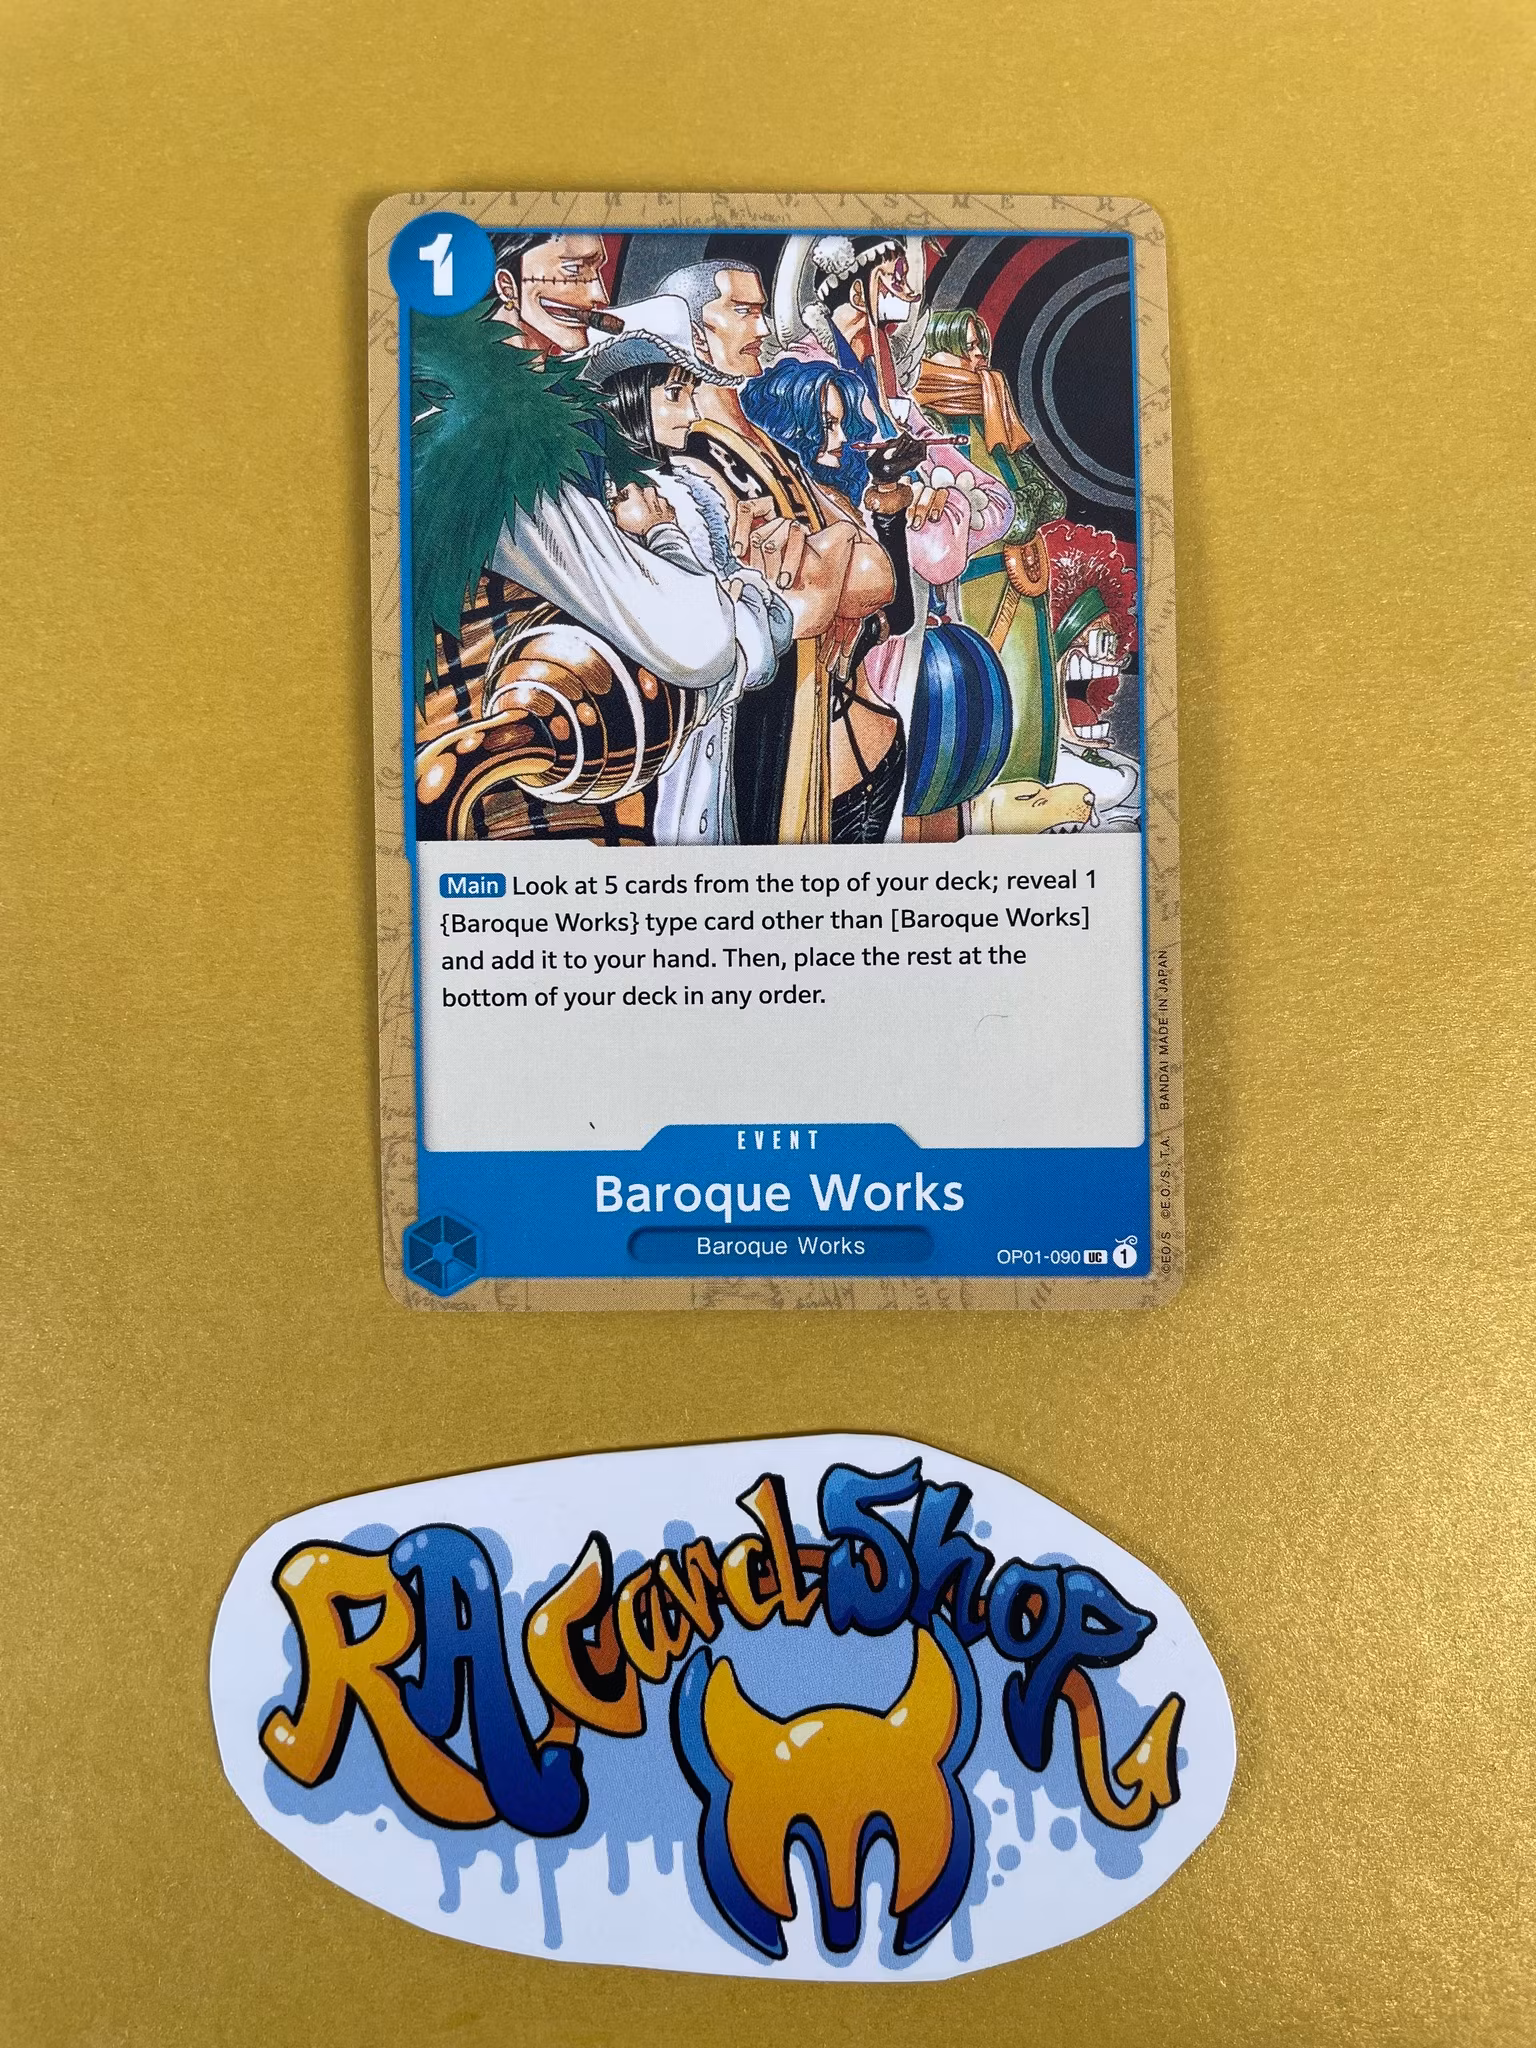 1
Main Look at 5 cards from the top of your deck; reveal 1
{Baroque Works} type card other than [Baroque Works]
and add it to your hand. Then, place the rest at the
bottom of your deck in any order.
EVENT
Baroque Works
Baroque Works
OP01-090 UC 1
©EO/S ©E.O./S., T.A. BANDAI MADE IN JAPAN
RA Card Shop